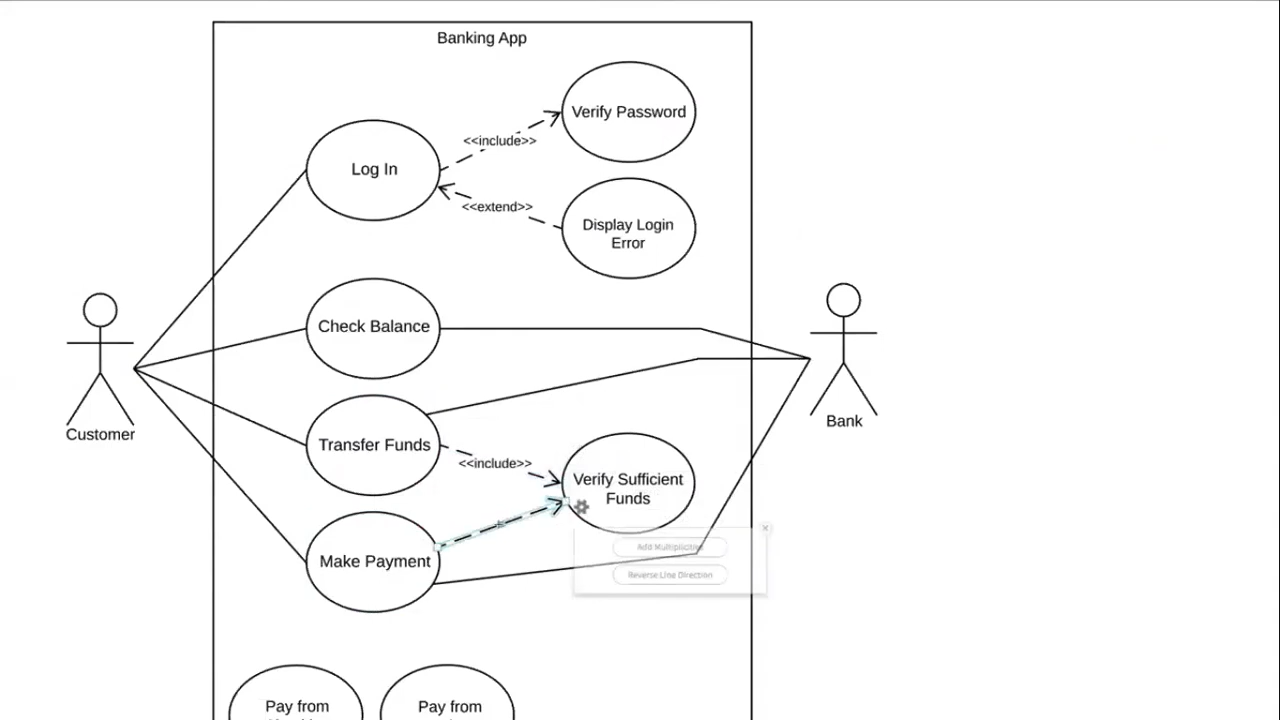 Banking App
Verify Password
<<include>>
Log In
<<extend>>
Display Login
Error
Check Balance
Customer
Bank
Transfer Funds
<<include>>
Verify Sufficient
Funds
Make Payment
Add Multiplicities
Reverse Line Direction
Pay from
Pay from